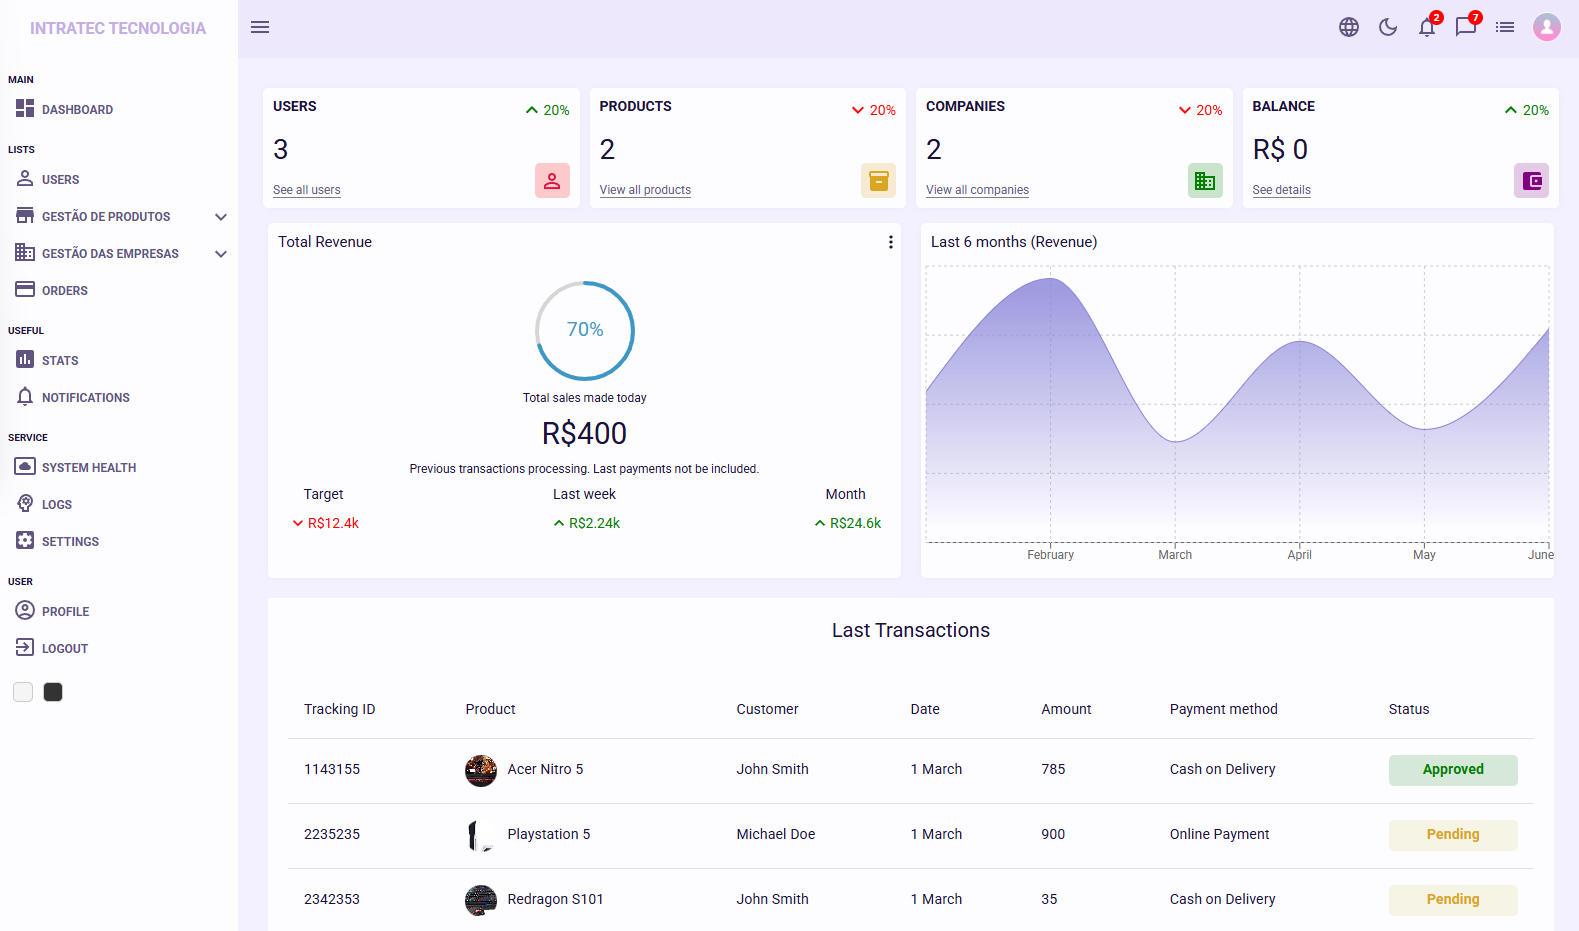 INTRATEC TECNOLOGIA
2
7
MAIN
DASHBOARD
LISTS
USERS
GESTÃO DE PRODUTOS
GESTÃO DAS EMPRESAS
ORDERS
USEFUL
STATS
NOTIFICATIONS
SERVICE
SYSTEM HEALTH
LOGS
SETTINGS
USER
PROFILE
LOGOUT
USERS
20%
3
See all users
PRODUCTS
20%
2
View all products
COMPANIES
20%
2
View all companies
BALANCE
20%
R$ 0
See details
Total Revenue
70%
Total sales made today
R$400
Previous transactions processing. Last payments not be included.
Target Last week Month
R$12.4k R$2.24k R$24.6k
Last 6 months (Revenue)
February March April May June
Last Transactions
Tracking ID Product Customer Date Amount Payment method Status
1143155 Acer Nitro 5 John Smith 1 March 785 Cash on Delivery Approved
2235235 Playstation 5 Michael Doe 1 March 900 Online Payment Pending
2342353 Redragon S101 John Smith 1 March 35 Cash on Delivery Pending